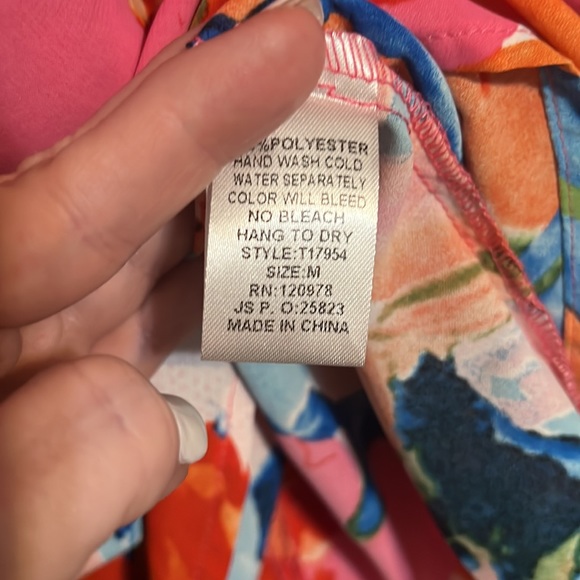 %POLYESTER
HAND WASH COLD
WATER SEPARATELY
COLOR WILL BLEED
NO BLEACH
HANG TO DRY
STYLE:T17954
SIZE:M
RN:120978
JS P. O:25823
MADE IN CHINA